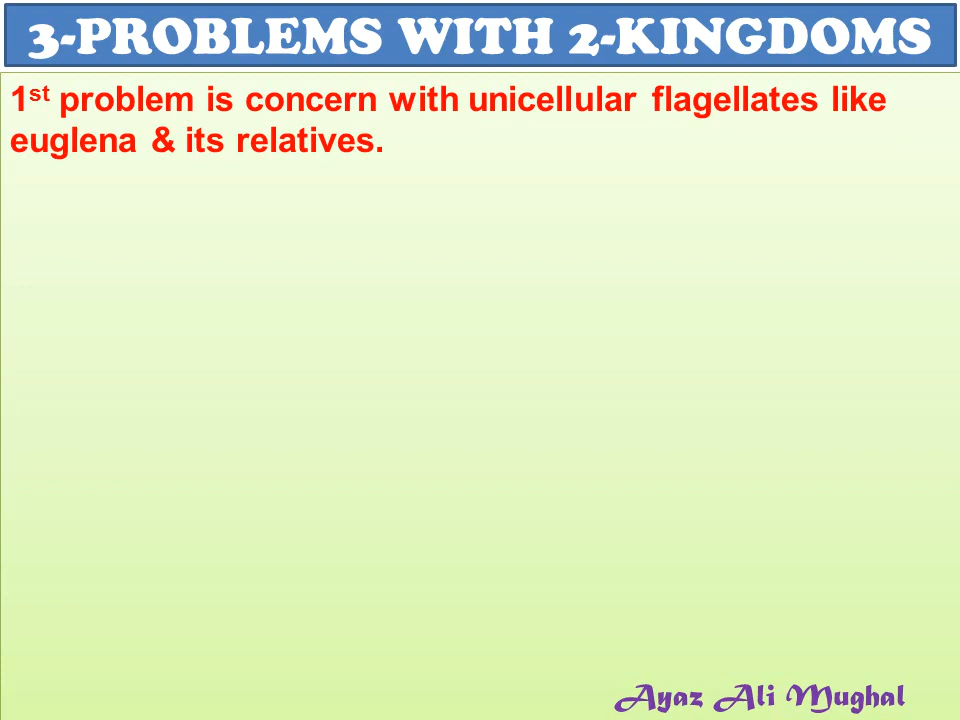 3-PROBLEMS WITH 2-KINGDOMS
1st problem is concern with unicellular flagellates like
euglena & its relatives.
Ayaz Ali Mughal